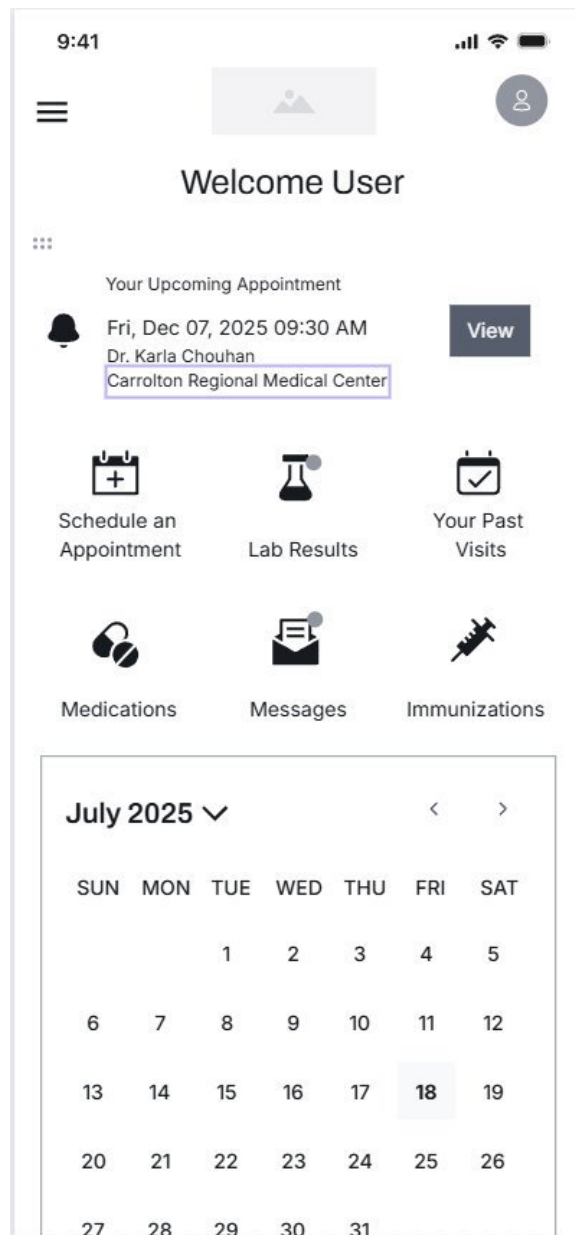 9:41
Welcome User
Your Upcoming Appointment
Fri, Dec 07, 2025 09:30 AM
View
Dr. Karla Chouhan
Carrolton Regional Medical Center
Schedule an
Appointment
Lab Results
Your Past
Visits
Medications
Messages
Immunizations
July 2025
SUN MON TUE WED THU FRI SAT
1 2 3 4 5
6 7 8 9 10 11 12
13 14 15 16 17 18 19
20 21 22 23 24 25 26
27 28 29 30 31